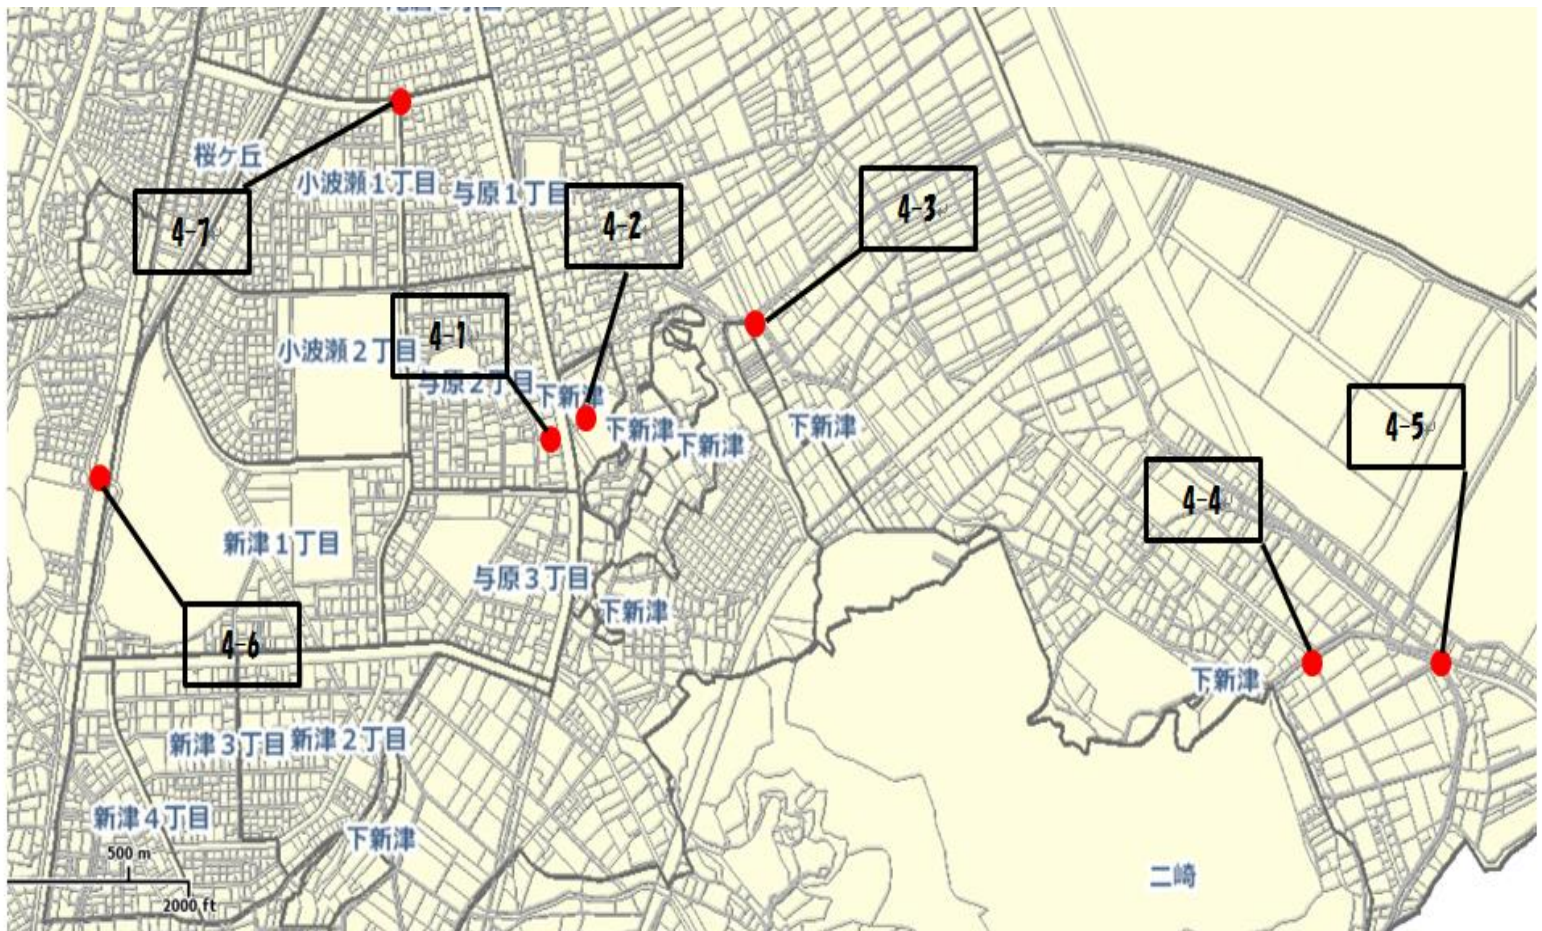 桜ケ丘
小波瀬1丁目
与原1丁目
4-7
4-2
4-3
4-1
小波瀬2丁目
与原2丁目
下新津
下新津
下新津
下新津
4-5
4-4
新津1丁目
与原3丁目
下新津
4-6
下新津
新津3丁目
新津2丁目
新津4丁目
下新津
500 m
2000 ft
二崎